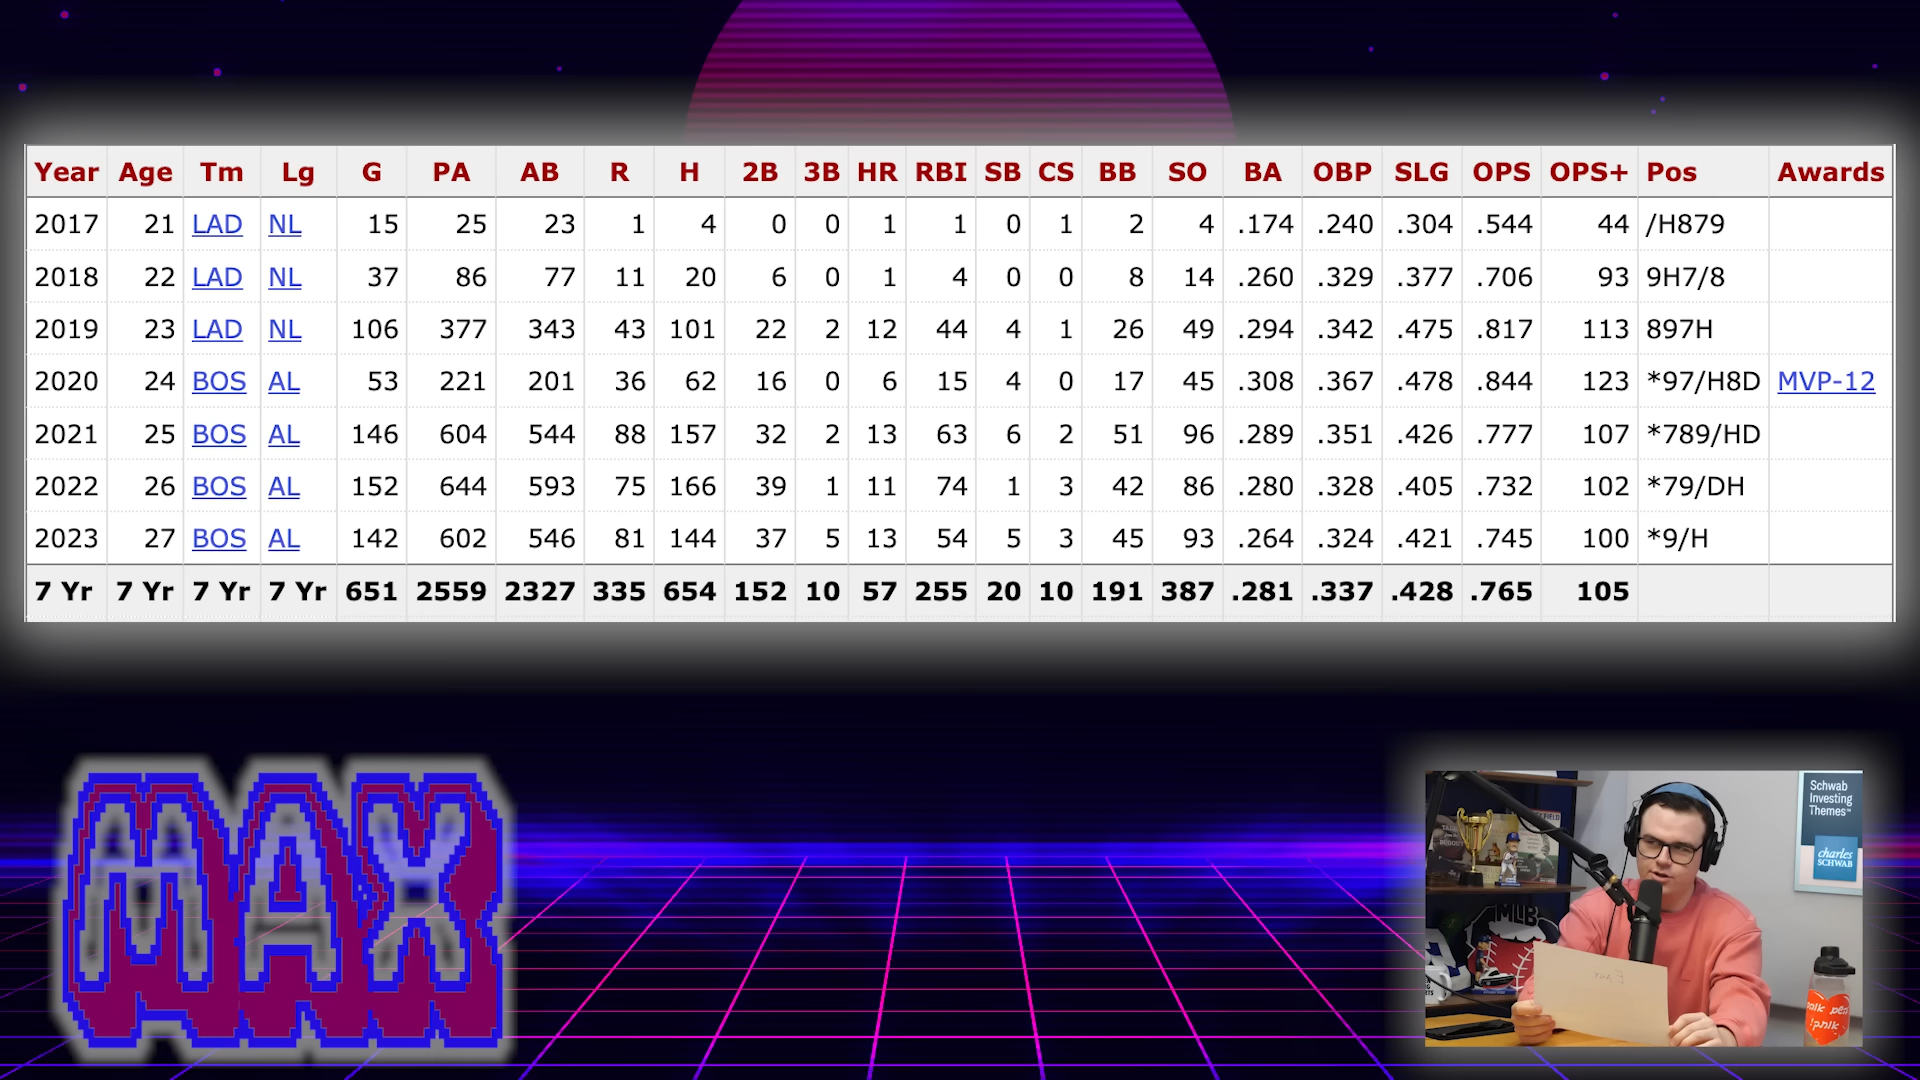 Year Age Tm Lg G PA AB R H 2B 3B HR RBI SB CS BB SO BA OBP SLG OPS OPS+ Pos Awards
2017 21 LAD NL 15 25 23 1 4 0 0 1 1 0 1 2 4 .174 .240 .304 .544 44 /H879
2018 22 LAD NL 37 86 77 11 20 6 0 1 4 0 0 8 14 .260 .329 .377 .706 93 9H7/8
2019 23 LAD NL 106 377 343 43 101 22 2 12 44 4 1 26 49 .294 .342 .475 .817 113 897H
2020 24 BOS AL 53 221 201 36 62 16 0 6 15 4 0 17 45 .308 .367 .478 .844 123 *97/H8D MVP-12
2021 25 BOS AL 146 604 544 88 157 32 2 13 63 6 2 51 96 .289 .351 .426 .777 107 *789/HD
2022 26 BOS AL 152 644 593 75 166 39 1 11 74 1 3 42 86 .280 .328 .405 .732 102 *79/DH
2023 27 BOS AL 142 602 546 81 144 37 5 13 54 5 3 45 93 .264 .324 .421 .745 100 *9/H
7 Yr 7 Yr 7 Yr 7 Yr 651 2559 2327 335 654 152 10 57 255 20 10 191 387 .281 .337 .428 .765 105
MAX
Schwab
Investing
Themes™
charles
SCHWAB
MLB